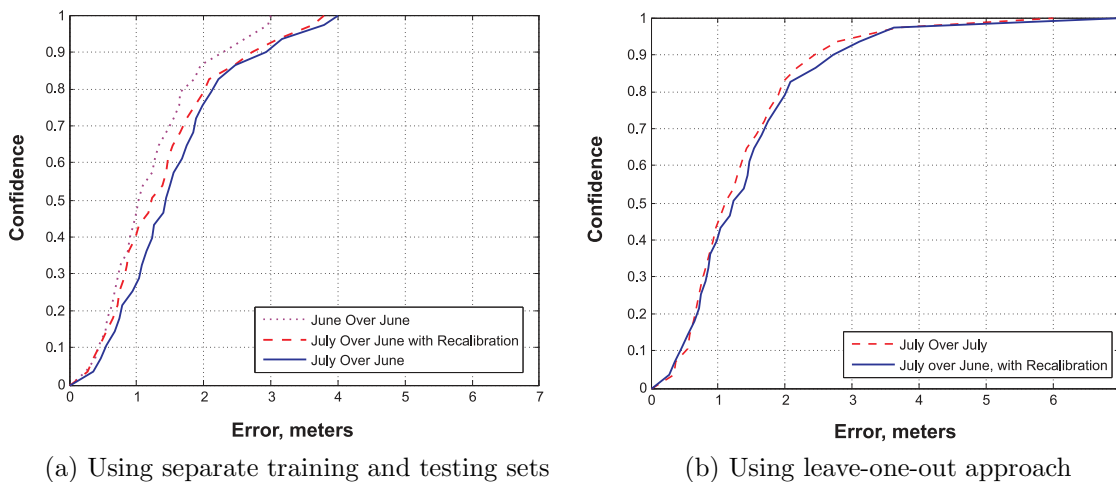 1
0.9
0.8
0.7
0.6
0.5
0.4
0.3
0.2
0.1
0
Confidence
0 1 2 3 4 5 6 7
Error, meters
June Over June
July Over June with Recalibration
July Over June
(a) Using separate training and testing sets
1
0.9
0.8
0.7
0.6
0.5
0.4
0.3
0.2
0.1
0
Confidence
0 1 2 3 4 5 6
Error, meters
July Over July
July over June, with Recalibration
(b) Using leave-one-out approach